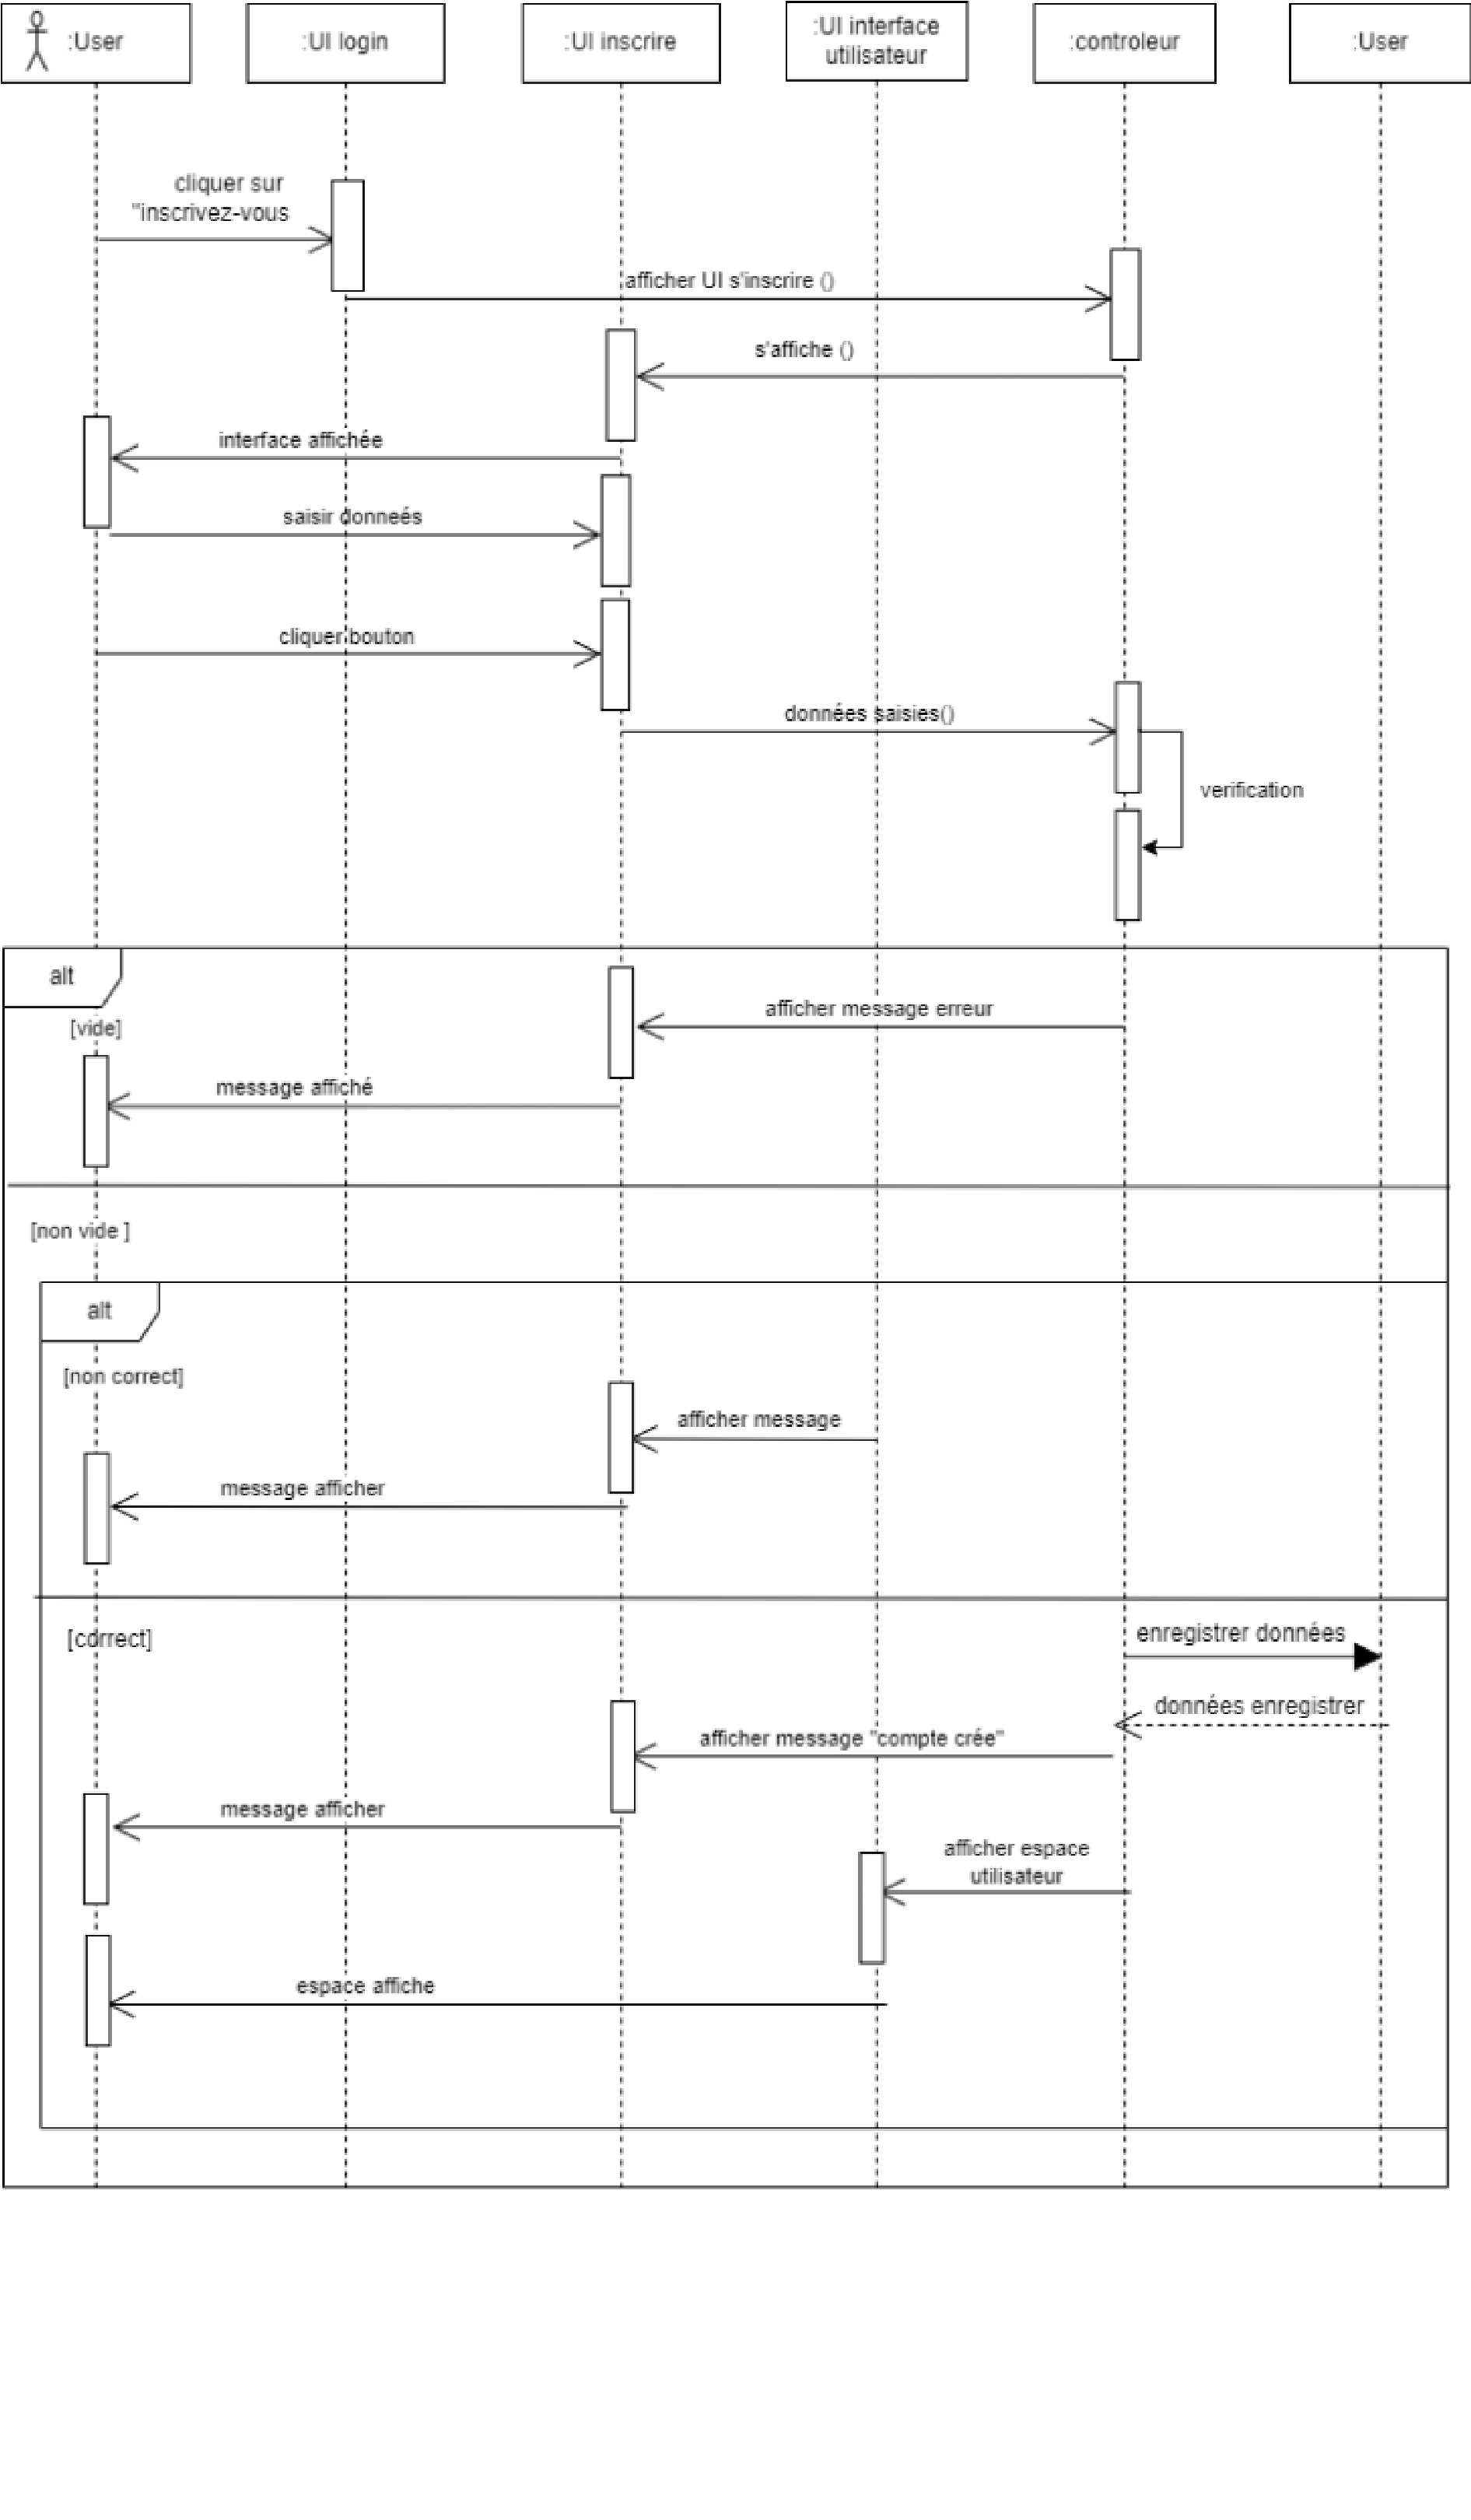 :User
:UI login
:UI inscrire
:UI interface
utilisateur
:controleur
:User
cliquer sur
"inscrivez-vous
afficher UI s'inscrire ()
s'affiche ()
interface affichée
saisir donneés
cliquer bouton
données saisies()
verification
alt
[vide]
afficher message erreur
message affiché
[non vide ]
alt
[non correct]
afficher message
message afficher
[correct]
enregistrer données
données enregistrer
afficher message "compte crée"
message afficher
afficher espace
utilisateur
espace affiche